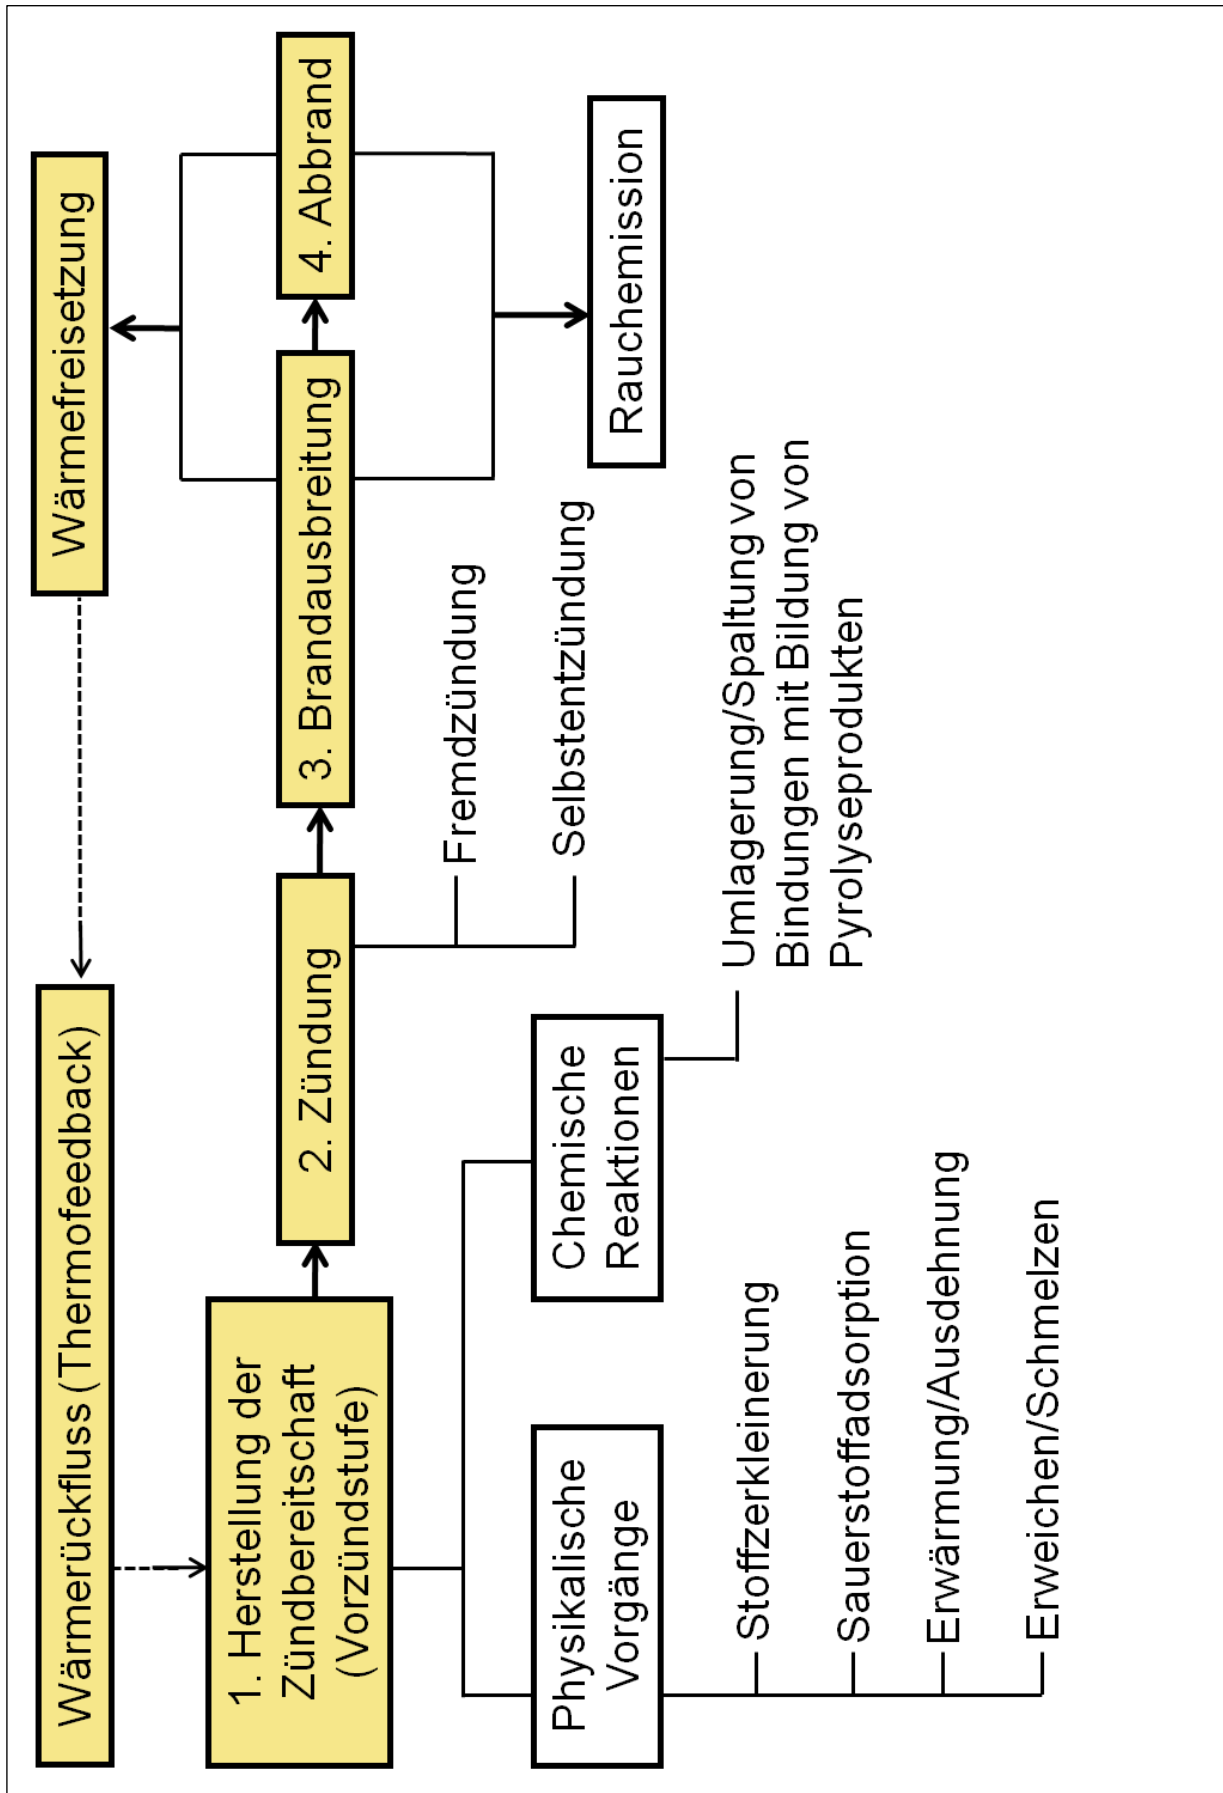 Wärmerückfluss (Thermofeedback)
Wärmefreisetzung
1. Herstellung der
Zündbereitschaft
(Vorzündstufe)
2. Zündung
3. Brandausbreitung
4. Abbrand
Fremdzündung
Selbstentzündung
Physikalische
Vorgänge
Chemische
Reaktionen
Rauchemission
Stoffzerkleinerung
Sauerstoffadsorption
Erwärmung/Ausdehnung
Erweichen/Schmelzen
Umlagerung/Spaltung von
Bindungen mit Bildung von
Pyrolyseprodukten